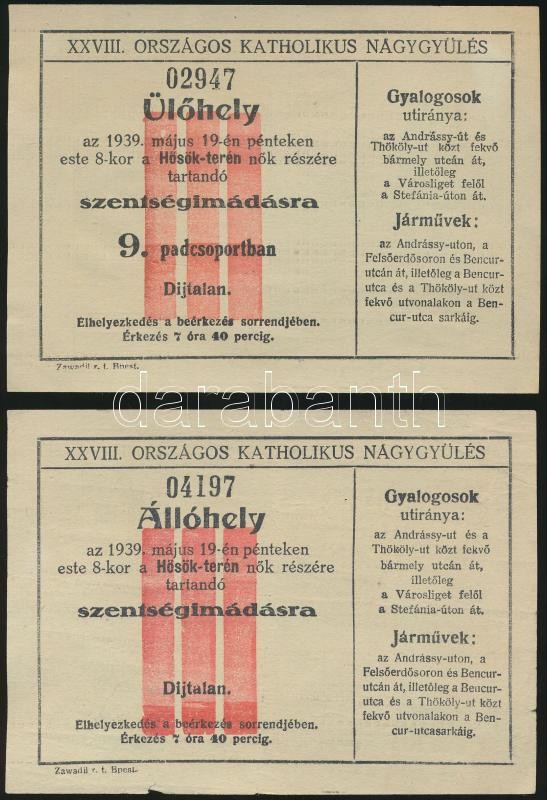 XXVIII. ORSZÁGOS KATHOLIKUS NAGYGYÜLÉS
02947
Ülőhely
az 1939. május 19-én pénteken
este 8-kor a Hősök-terén nők részére
tartandó
szentségimádásra
9. padcsoportban
Dijtalan.
Elhelyezkedés a beérkezés sorrendjében.
Érkezés 7 óra 40 percig.
Gyalogosok
utiránya:
az Andrássy-út és
Thököly-ut közt fekvő
bármely utcán át,
illetőleg
a Városliget felől
a Stefánia-úton át.
Járművek:
az Andrássy-uton, a
Felsőerdősoron és Bencur-
utcán át, illetőleg a Bencur-
utca és a Thököly-ut közt
fekvő utvonalakon a Ben-
cur-utca sarkáig.
Zawadil r. t. Bpest.
darabanth
XXVIII. ORSZÁGOS KATHOLIKUS NAGYGYÜLÉS
04197
Állóhely
az 1939. május 19-én pénteken
este 8-kor a Hősök-terén nők részére
tartandó
szentségimádásra
Dijtalan.
Elhelyezkedés a beérkezés sorrendjében.
Érkezés 7 óra 40 percig.
Gyalogosok
utiránya:
az Andrássy-ut és a
Thököly-ut közt fekvő
bármely utcán át,
illetőleg
a Városliget felől
a Stefánia-úton át.
Járművek:
az Andrássy-uton, a
Felsőerdősoron és Bencur-
utcán át, illetőleg a Bencur-
utca és a Thököly-ut közt
fekvő utvonalakon a Ben-
cur-utcasarkáig.
Zawadil r. t. Bpest.